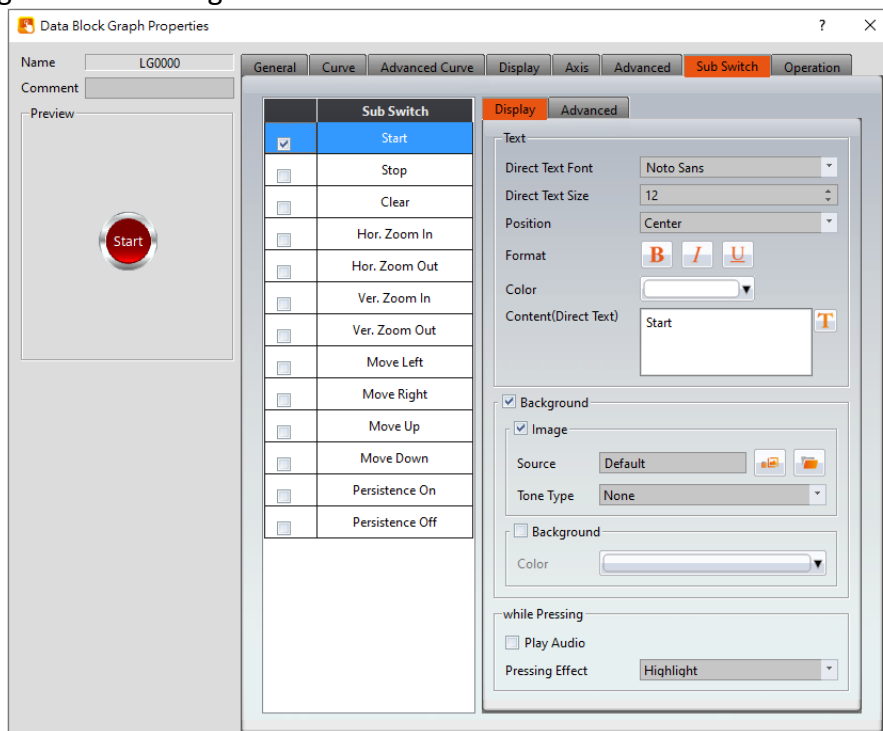 Data Block Graph Properties
? X
Name LG0000
Comment
Preview
Start
General Curve Advanced Curve Display Axis Advanced Sub Switch Operation
Sub Switch
Start
Stop
Clear
Hor. Zoom In
Hor. Zoom Out
Ver. Zoom In
Ver. Zoom Out
Move Left
Move Right
Move Up
Move Down
Persistence On
Persistence Off
Display Advanced
Text
Direct Text Font Noto Sans
Direct Text Size 12
Position Center
Format B I U
Color
Content(Direct Text) Start T
Background
Image
Source Default
Tone Type None
Background
Color
while Pressing
Play Audio
Pressing Effect Highlight